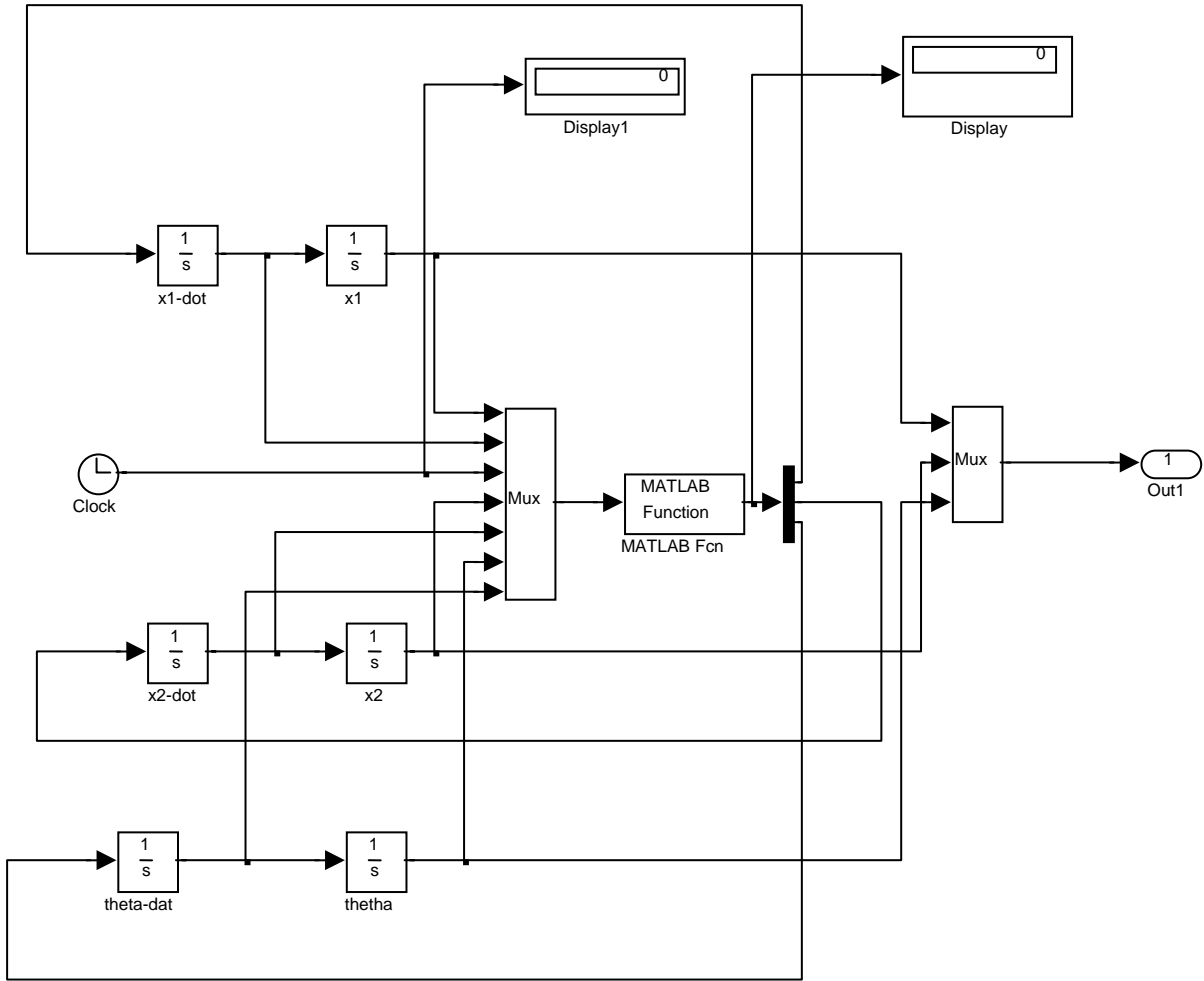 0
Display1
0
Display
1
s
x1-dot
1
s
x1
Clock
Mux
MATLAB
Function
MATLAB Fcn
Mux
1
Out1
1
s
x2-dot
1
s
x2
1
s
theta-dat
1
s
thetha